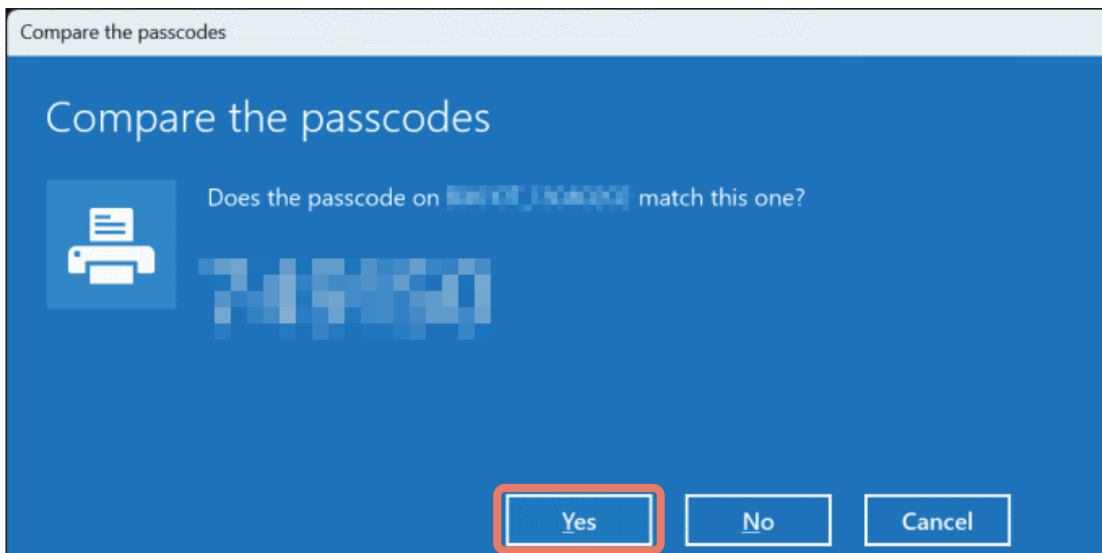 Compare the passcodes
Compare the passcodes
Does the passcode on match this one?
Yes
No
Cancel